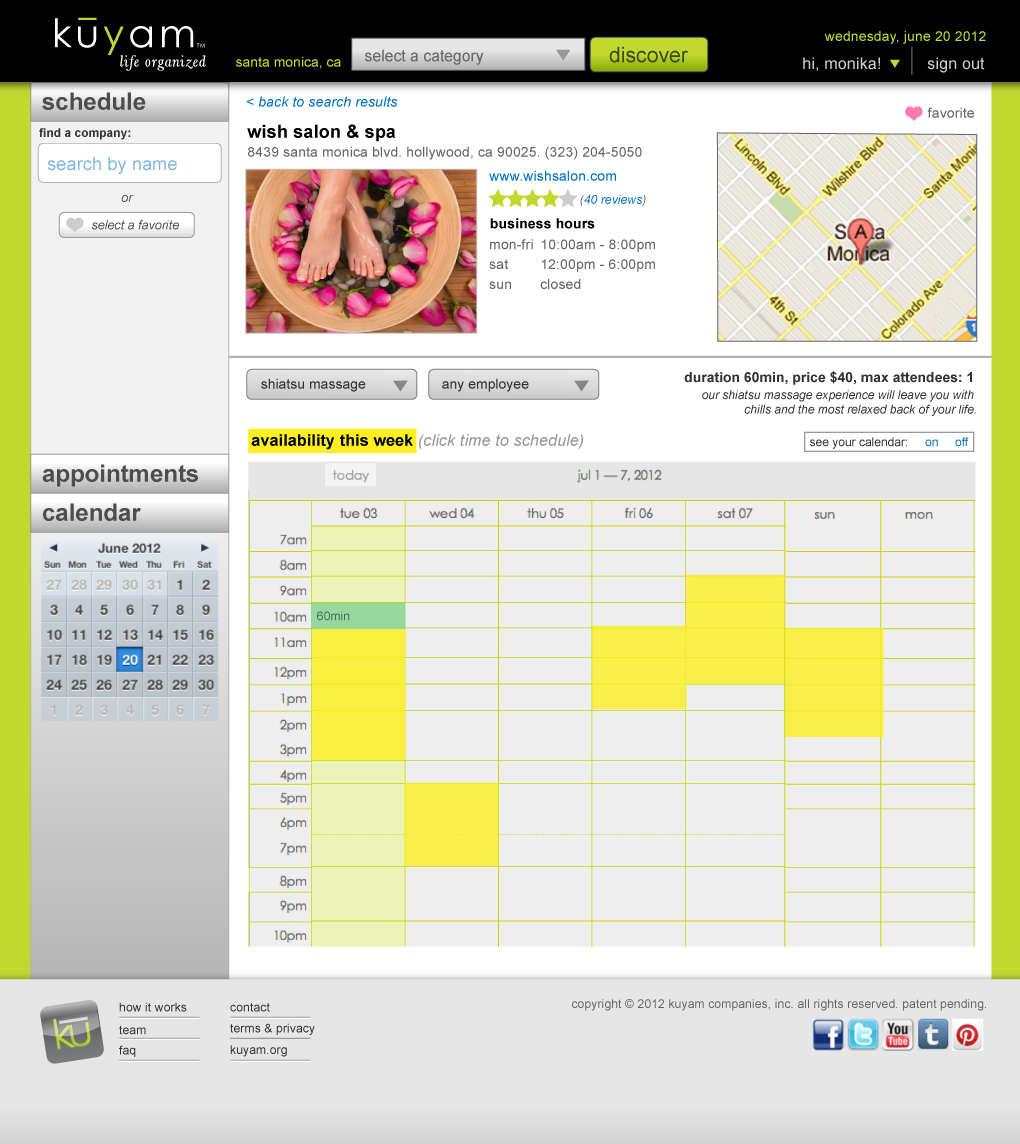 kūyam™
life organized
santa monica, ca
select a category
discover
wednesday, june 20 2012
hi, monika!
sign out
schedule
find a company:
search by name
or
select a favorite
< back to search results
favorite
wish salon & spa
8439 santa monica blvd. hollywood, ca 90025. (323) 204-5050
www.wishsalon.com
(40 reviews)
business hours
mon-fri 10:00am - 8:00pm
sat 12:00pm - 6:00pm
sun closed
Lincoln Blvd
Wilshire Blvd
Santa Moni
A
Monica
4th St
Colorado Ave
1
shiatsu massage
any employee
duration 60min, price $40, max attendees: 1
our shiatsu massage experience will leave you with
chills and the most relaxed back of your life.
availability this week (click time to schedule)
see your calendar: on off
today
jul 1 — 7, 2012
tue 03 wed 04 thu 05 fri 06 sat 07 sun mon
7am
8am
9am
10am 60min
11am
12pm
1pm
2pm
3pm
4pm
5pm
6pm
7pm
8pm
9pm
10pm
appointments
calendar
June 2012
Sun Mon Tue Wed Thu Fri Sat
27 28 29 30 31 1 2
3 4 5 6 7 8 9
10 11 12 13 14 15 16
17 18 19 20 21 22 23
24 25 26 27 28 29 30
1 2 3 4 5 6 7
kū
how it works
team
faq
contact
terms & privacy
kuyam.org
copyright © 2012 kuyam companies, inc. all rights reserved. patent pending.
f
t
You
Tube
t
p